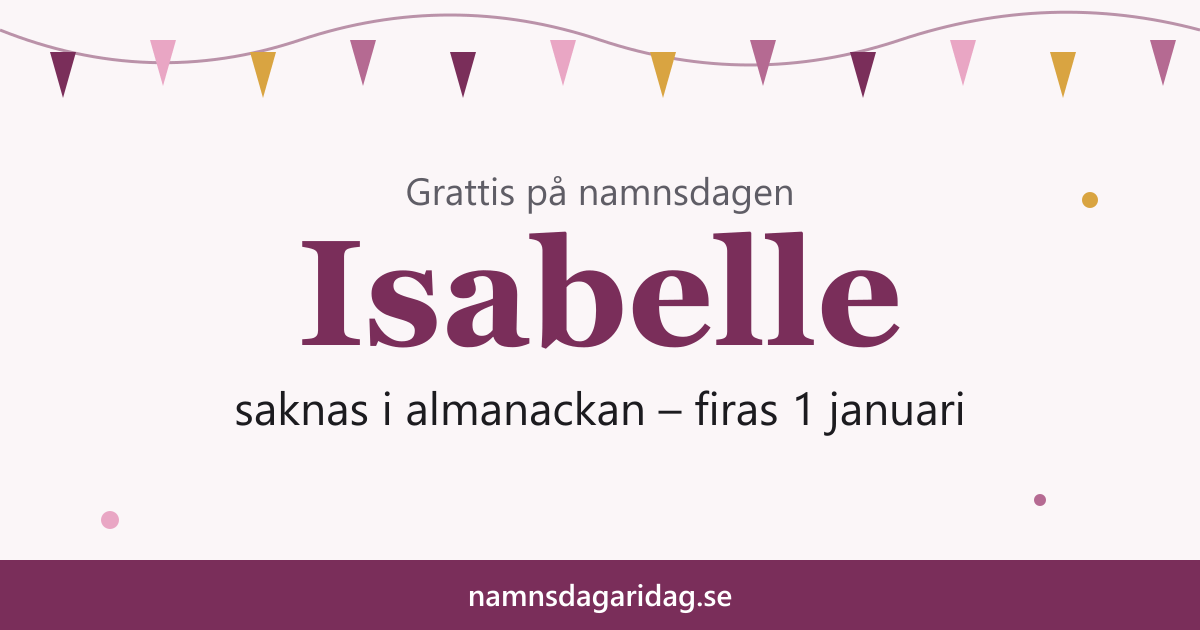 Grattis på namnsdagen
Isabelle
saknas i almanackan – firas 1 januari
namnsdagaridag.se